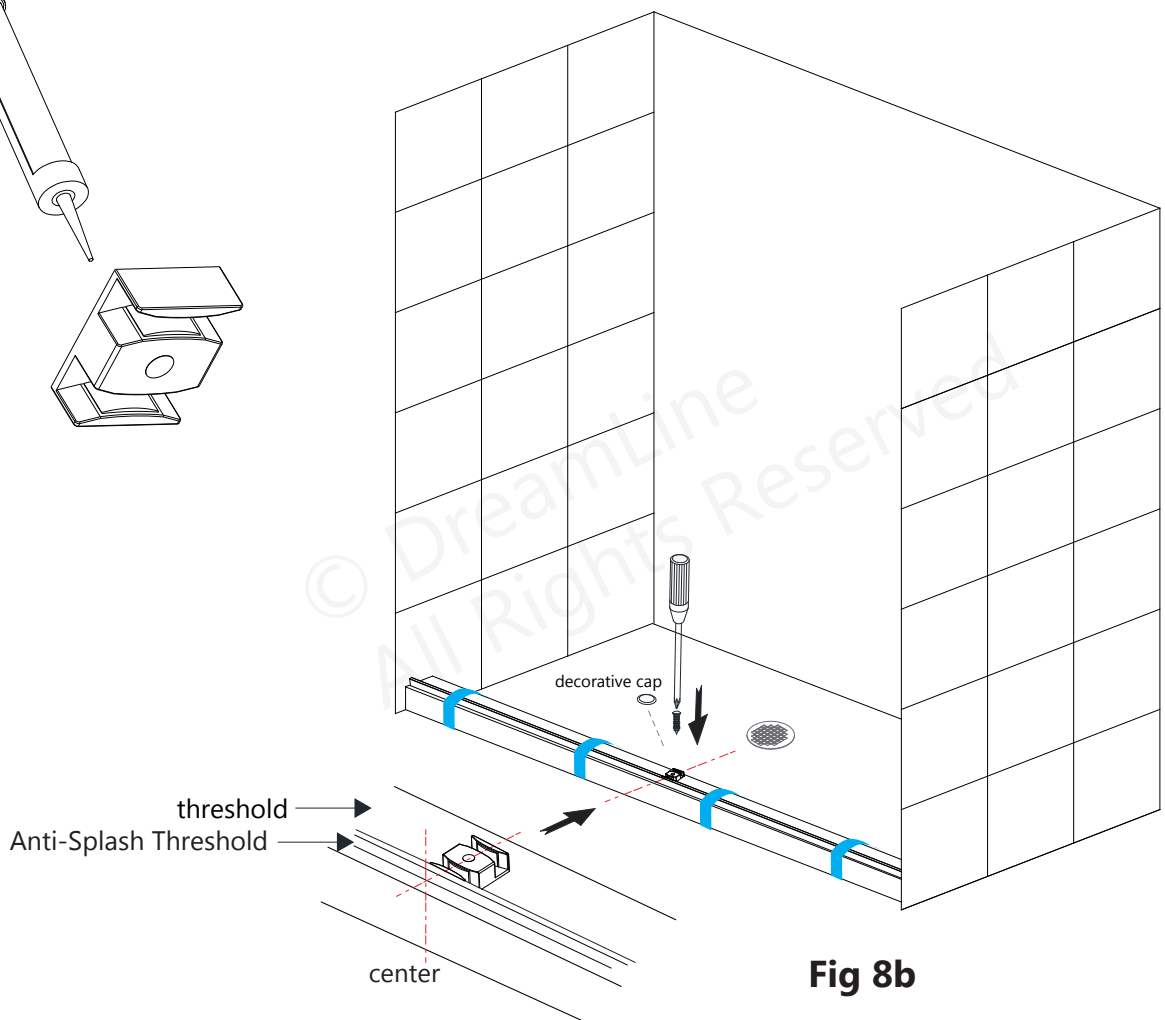 © DreamLine
All Rights Reserved
decorative cap
threshold
Anti-Splash Threshold
center
Fig 8b